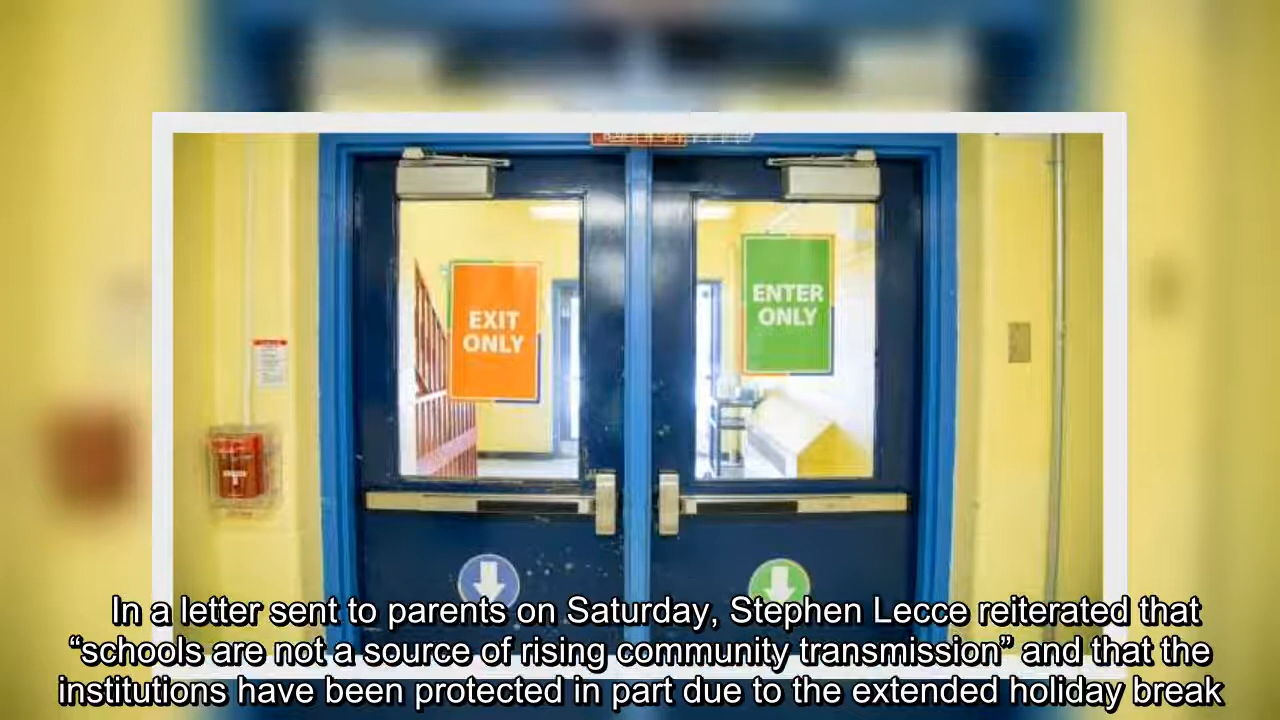 EXIT
ONLY
ENTER
ONLY
In a letter sent to parents on Saturday, Stephen Lecce reiterated that
“schools are not a source of rising community transmission” and that the
institutions have been protected in part due to the extended holiday break